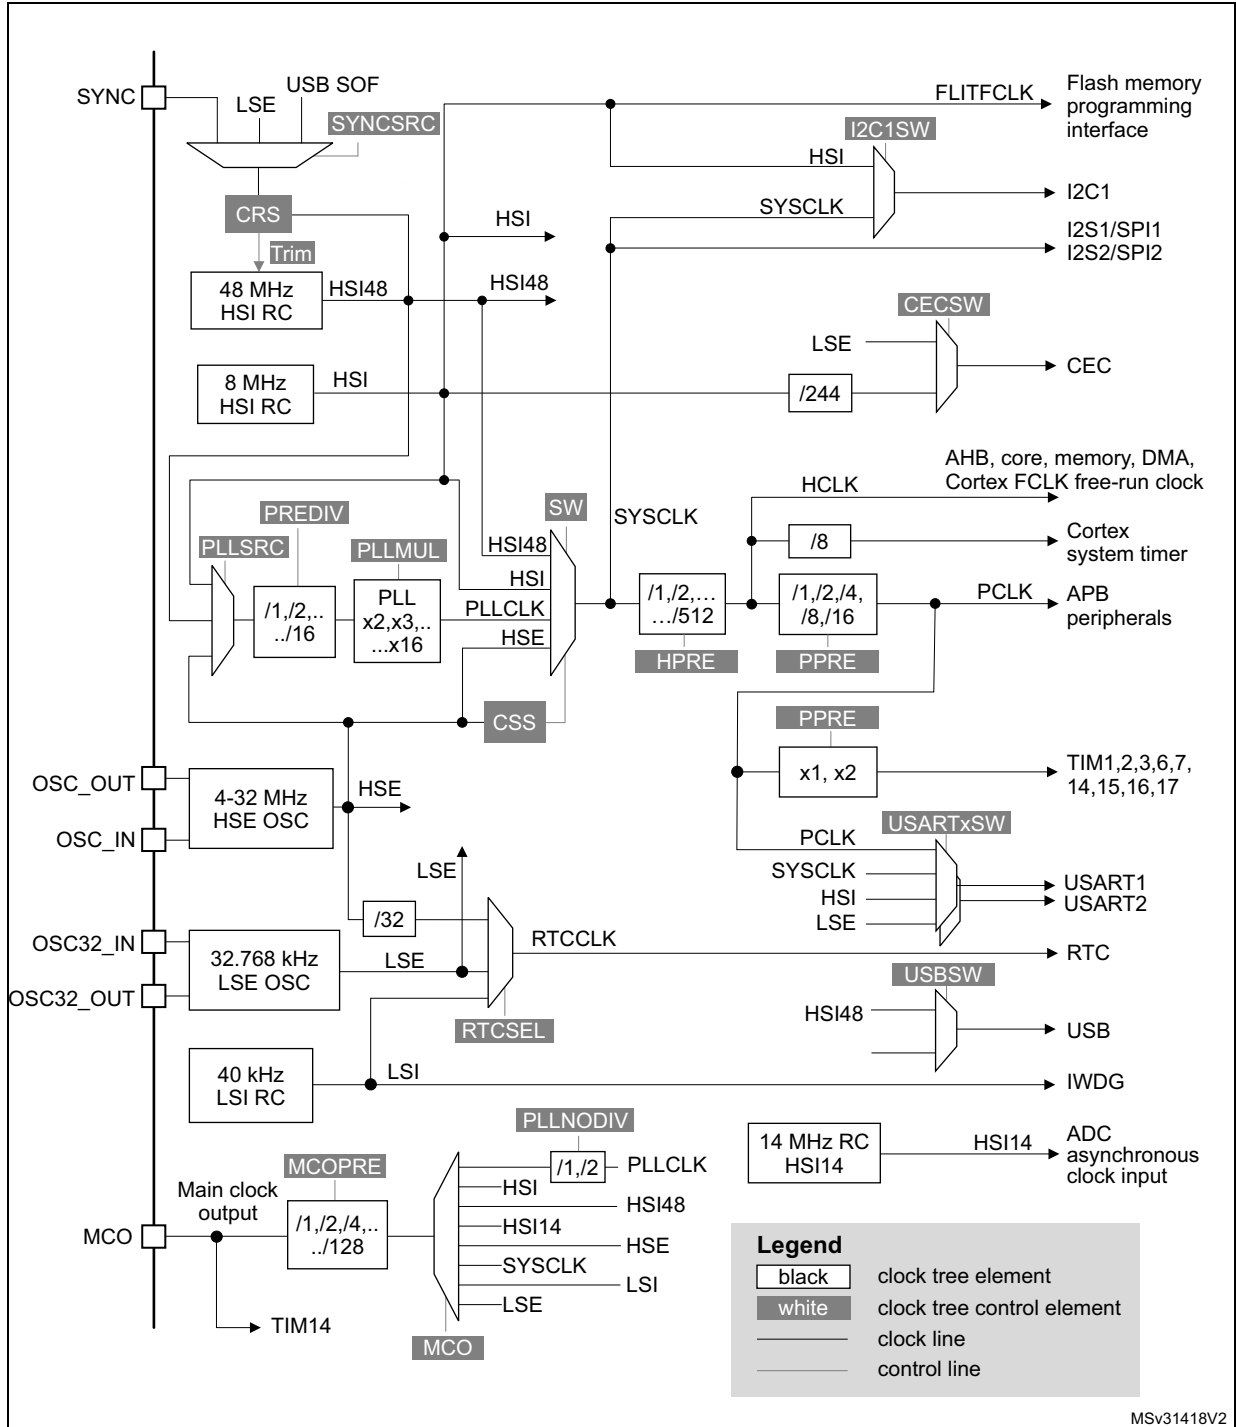 SYNC
LSE
USB SOF
SYNCSRC
CRS
Trim
48 MHz
HSI RC
HSI48
HSI
HSI48
8 MHz
HSI RC
HSI
FLITFCLK
Flash memory
programming
interface
I2C1SW
HSI
SYSCLK
I2C1
I2S1/SPI1
I2S2/SPI2
CECSW
LSE
/244
CEC
AHB, core, memory, DMA,
Cortex FCLK free-run clock
HCLK
/8
Cortex
system timer
PLLSRC
PREDIV
/1,/2,..
../16
PLLMUL
PLL
x2,x3,..
...x16
SW
HSI48
HSI
PLLCLK
HSE
SYSCLK
/1,/2,…
…/512
HPRE
/1,/2,/4,
/8,/16
PPRE
PCLK
APB
peripherals
CSS
PPRE
x1, x2
TIM1,2,3,6,7,
14,15,16,17
OSC_OUT
OSC_IN
4-32 MHz
HSE OSC
HSE
USARTxSW
PCLK
SYSCLK
HSI
LSE
USART1
USART2
LSE
/32
OSC32_IN
OSC32_OUT
32.768 kHz
LSE OSC
LSE
RTCCLK
RTC
RTCSEL
USBSW
HSI48
USB
40 kHz
LSI RC
LSI
IWDG
PLLNODIV
/1,/2
PLLCLK
HSI
HSI48
HSI14
HSE
SYSCLK
LSI
LSE
MCO
14 MHz RC
HSI14
HSI14
ADC
asynchronous
clock input
MCOPRE
Main clock
output
/1,/2,/4,..
../128
MCO
TIM14
Legend
black
clock tree element
white
clock tree control element
clock line
control line
MSv31418V2